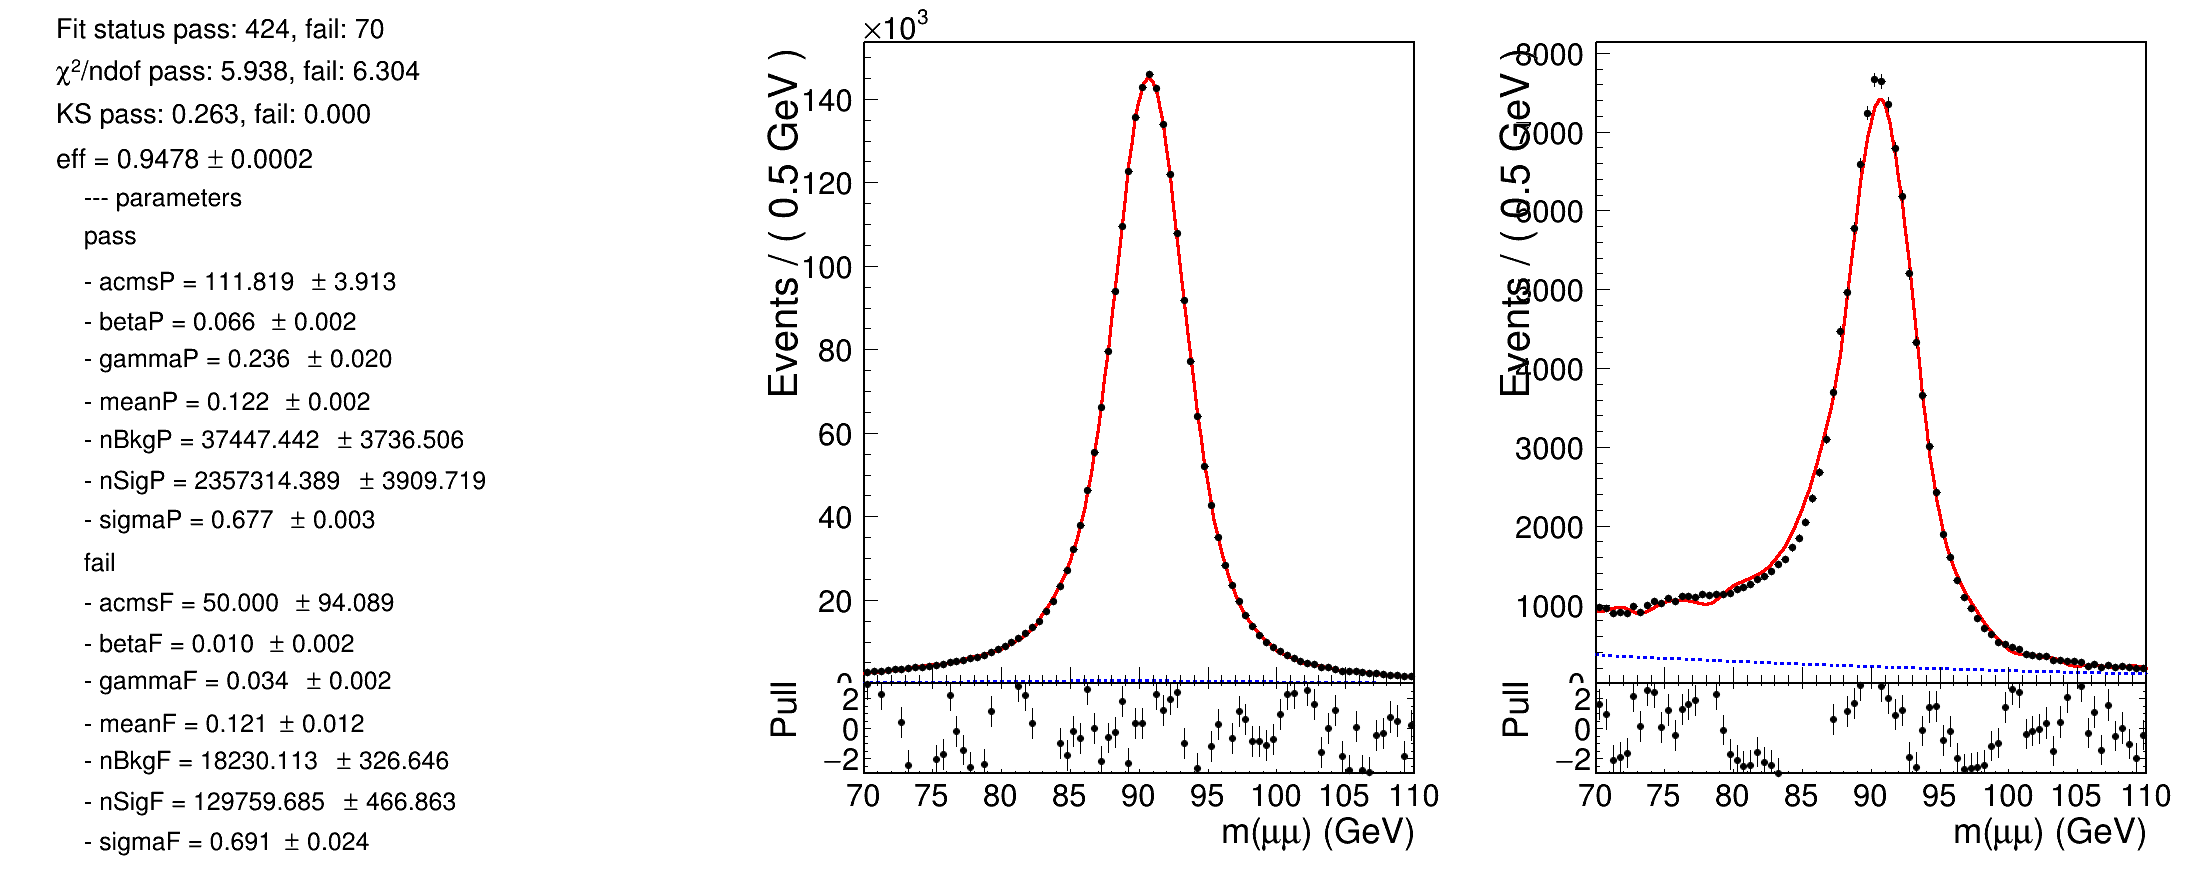 Fit status pass: 424, fail: 70
χ²/ndof pass: 5.938, fail: 6.304
KS pass: 0.263, fail: 0.000
eff = 0.9478 ± 0.0002
--- parameters
pass
- acmsP = 111.819 ± 3.913
- betaP = 0.066 ± 0.002
- gammaP = 0.236 ± 0.020
- meanP = 0.122 ± 0.002
- nBkgP = 37447.442 ± 3736.506
- nSigP = 2357314.389 ± 3909.719
- sigmaP = 0.677 ± 0.003
fail
- acmsF = 50.000 ± 94.089
- betaF = 0.010 ± 0.002
- gammaF = 0.034 ± 0.002
- meanF = 0.121 ± 0.012
- nBkgF = 18230.113 ± 326.646
- nSigF = 129759.685 ± 466.863
- sigmaF = 0.691 ± 0.024
×10³
Events / ( 0.5 GeV )
140
120
100
80
60
40
20
0
Pull
2
0
−2
70 75 80 85 90 95 100 105 110
m(μμ) (GeV)
Events / ( 0.5 GeV )
8000
7000
6000
5000
4000
3000
2000
1000
0
Pull
2
0
−2
70 75 80 85 90 95 100 105 110
m(μμ) (GeV)